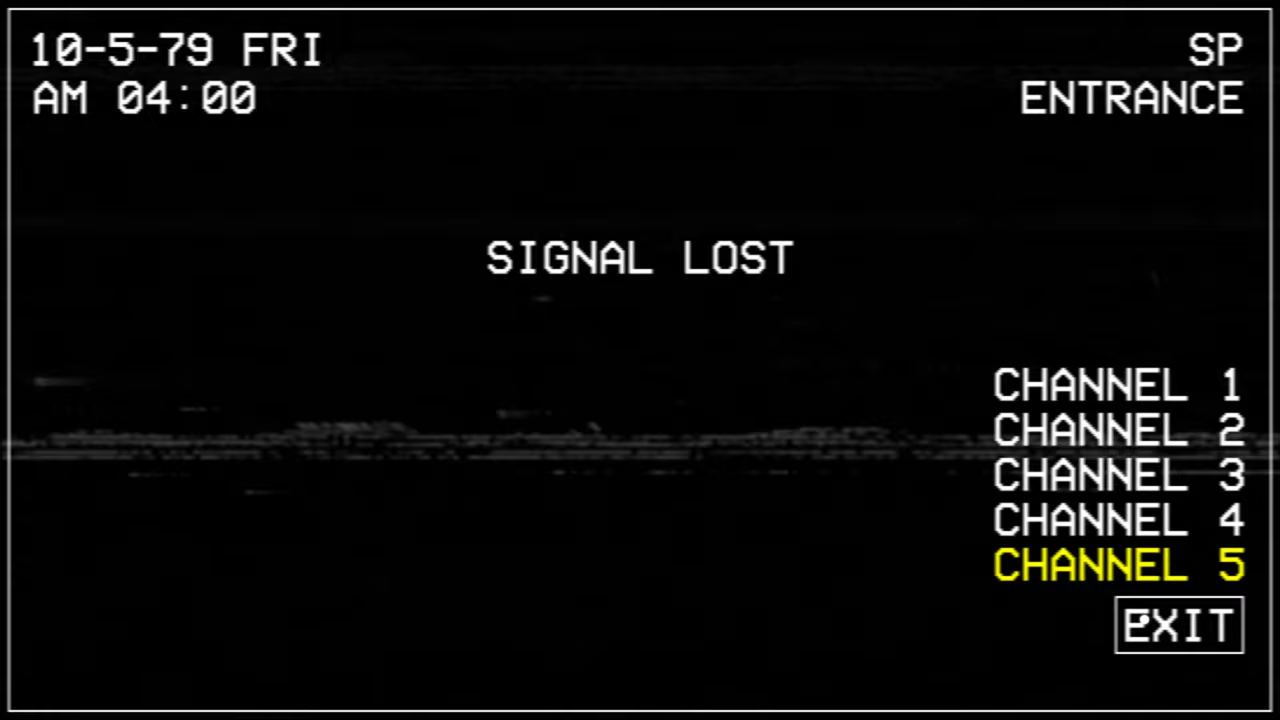 10-5-79 FRI
AM 04:00
SP
ENTRANCE
SIGNAL LOST
CHANNEL 1
CHANNEL 2
CHANNEL 3
CHANNEL 4
CHANNEL 5
EXIT